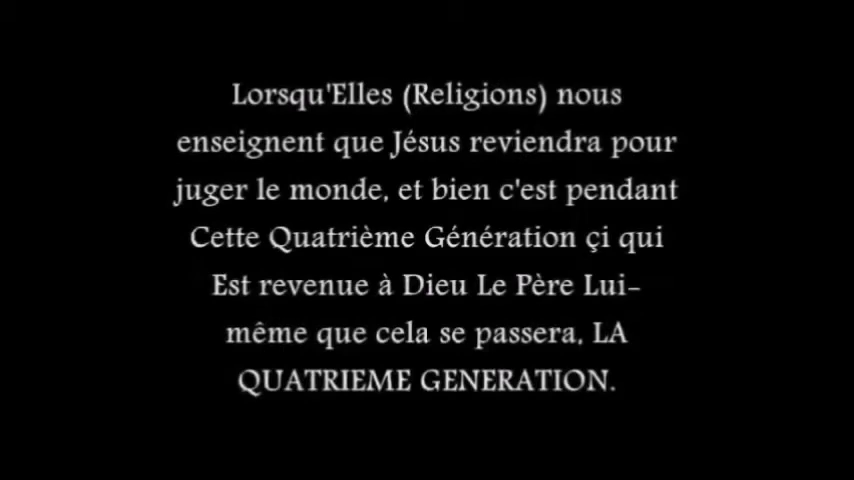 Lorsqu'Elles (Religions) nous
enseignent que Jésus reviendra pour
juger le monde, et bien c'est pendant
Cette Quatrième Génération çi qui
Est revenue à Dieu Le Père Lui-
même que cela se passera, LA
QUATRIEME GENERATION.